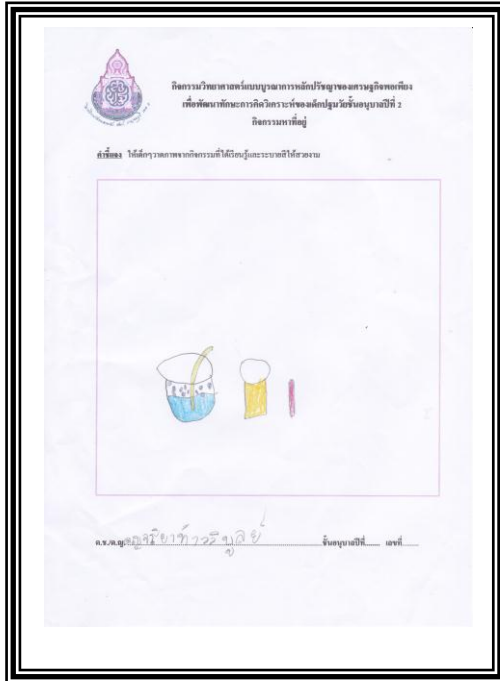 กิจกรรมวิทยาศาสตร์แบบบูรณาการหลักปรัชญาของเศรษฐกิจพอเพียง
เพื่อพัฒนาทักษะการคิดวิเคราะห์ของเด็กปฐมวัยชั้นอนุบาลปีที่ 2
กิจกรรมหาที่อยู่
คำชี้แจง ให้เด็กๆวาดภาพจากกิจกรรมที่ได้เรียนรู้และระบายสีให้สวยงาม
ด.ช./ด.ญ. ชั้นอนุบาลปีที่........ เลขที่........